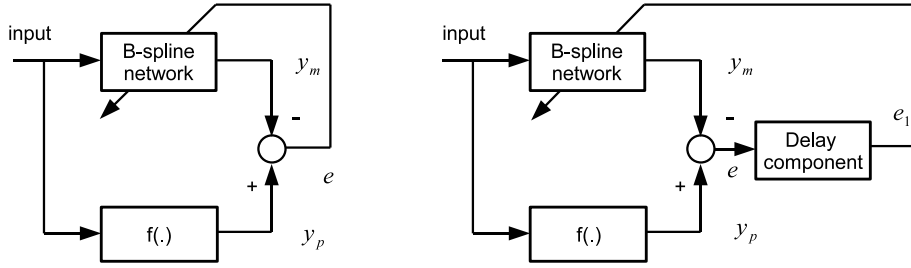 input
B-spline
network
y_m
-
+
e
f(.)
y_p
input
B-spline
network
y_m
-
+
e
Delay
component
e_1
f(.)
y_p